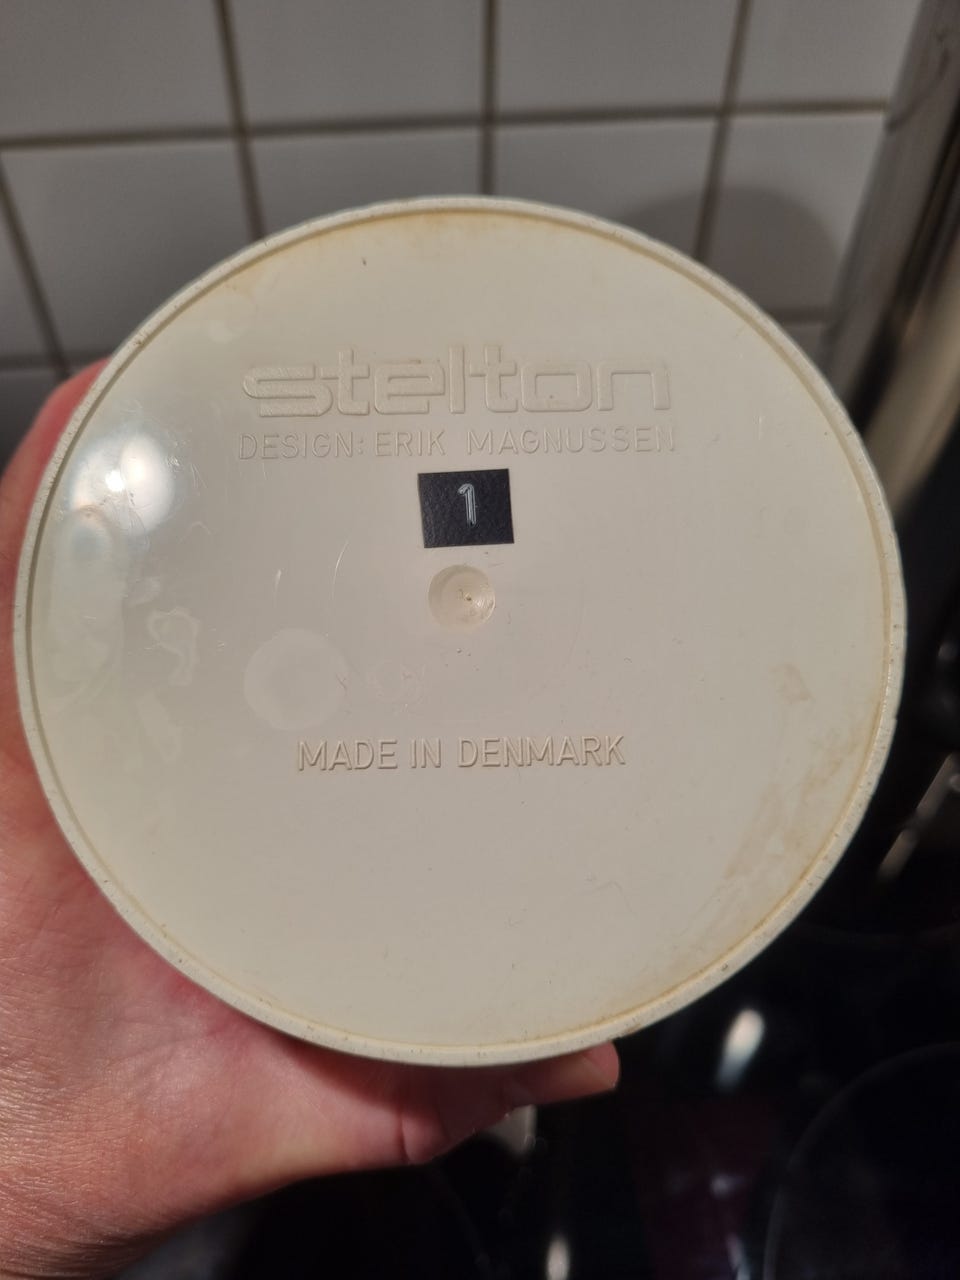 stelton
DESIGN: ERIK MAGNUSSEN
1
MADE IN DENMARK